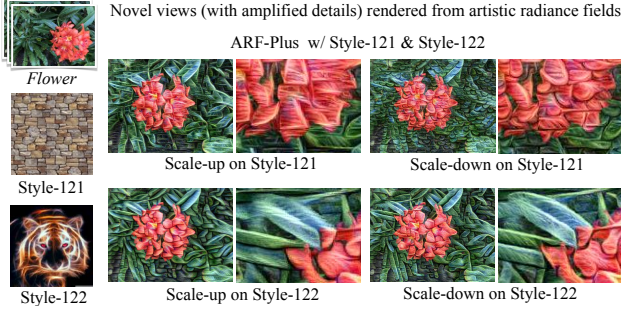 Novel views (with amplified details) rendered from artistic radiance fields
ARF-Plus w/ Style-121 & Style-122
Flower
Scale-up on Style-121
Scale-down on Style-121
Style-121
Scale-up on Style-122
Scale-down on Style-122
Style-122